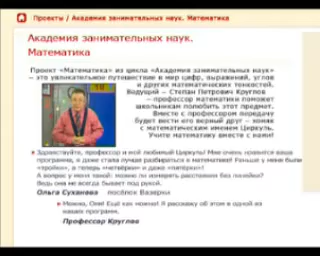 Проекты / Академия занимательных наук. Математика
Академия занимательных наук.
Математика
Проект «Математика» из цикла «Академия занимательных наук»
– это увлекательное путешествие в мир цифр, выражений, углов
и других математических тонкостей.
Ведущий – Степан Петрович Круглов
– профессор математики поможет
школьникам полюбить этот предмет.
Вместе с профессором передачу
будет вести его верный друг – хомяк
с математическим именем Циркуль.
Учите математику вместе с нами!
Здравствуйте, профессор и мой любимый Циркуль! Мне очень нравится ваша
программа, я даже стала лучше разбираться в математике! Раньше у меня были
«тройки», а теперь «четвёрки» и даже «пятёрки»!
А вопрос у меня такой: можно ли измерять расстояния без линейки?
Ведь она не всегда бывает под рукой.
Ольга Суханова посёлок Вазерки
Можно, Оля! Ещё как можно! Я расскажу об этом в одной из
наших программ.
Профессор Круглов